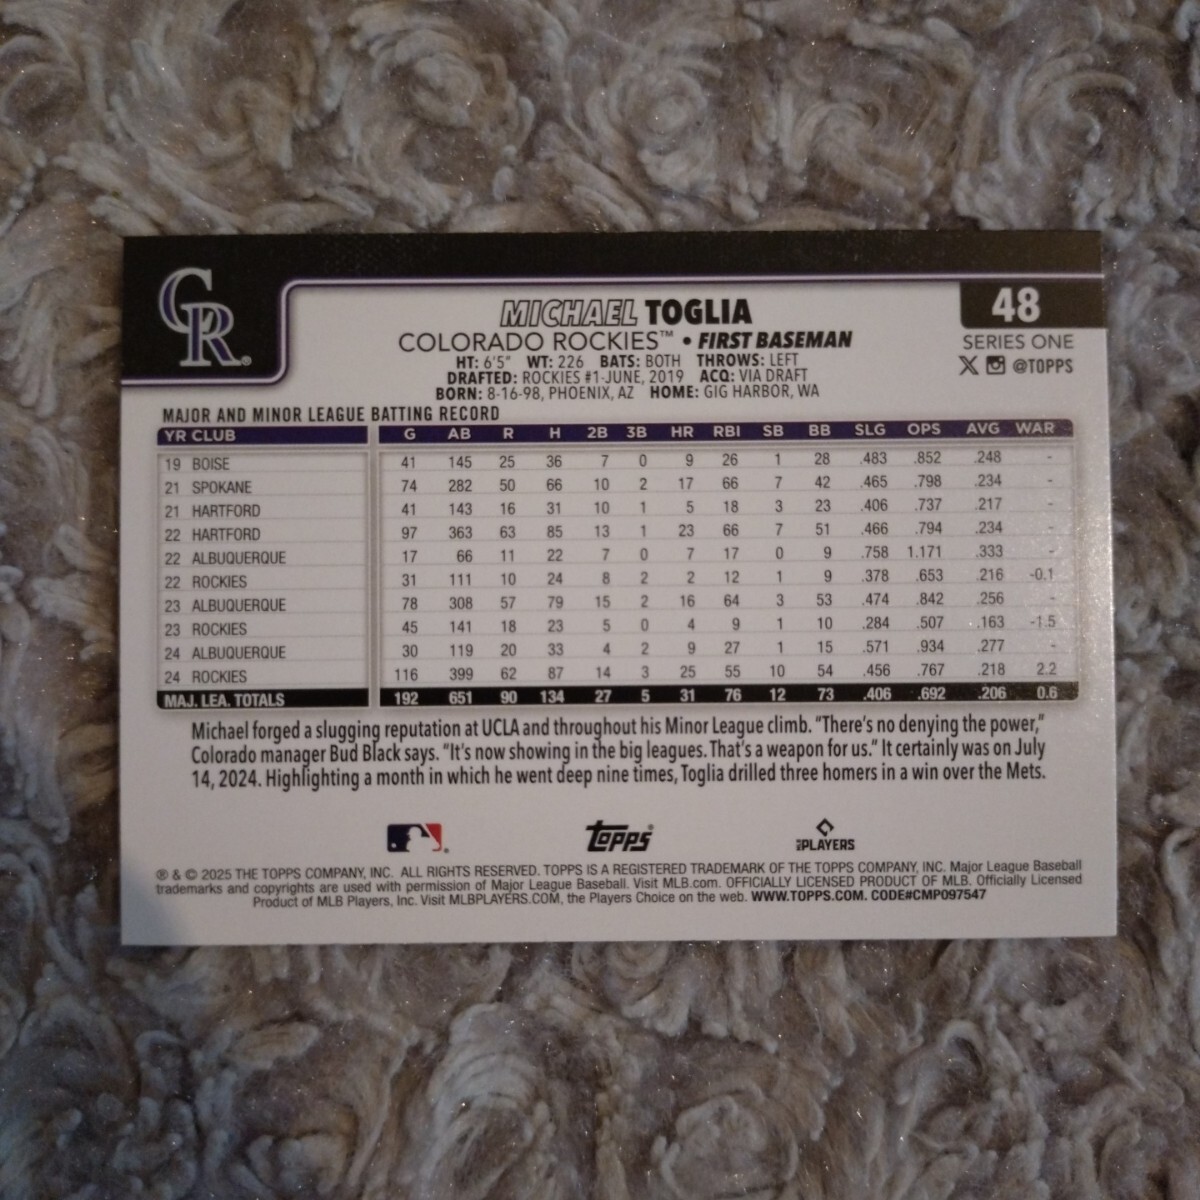 CR®
MICHAEL TOGLIA
48
COLORADO ROCKIES™ • FIRST BASEMAN
SERIES ONE
HT: 6'5" WT: 226 BATS: BOTH THROWS: LEFT
X @TOPPS
DRAFTED: ROCKIES #1-JUNE, 2019 ACQ: VIA DRAFT
BORN: 8-16-98, PHOENIX, AZ HOME: GIG HARBOR, WA
MAJOR AND MINOR LEAGUE BATTING RECORD
YR CLUB G AB R H 2B 3B HR RBI SB BB SLG OPS AVG WAR
19 BOISE 41 145 25 36 7 0 9 26 1 28 .483 .852 .248 -
21 SPOKANE 74 282 50 66 10 2 17 66 7 42 .465 .798 .234 -
21 HARTFORD 41 143 16 31 10 1 5 18 3 23 .406 .737 .217 -
22 HARTFORD 97 363 63 85 13 1 23 66 7 51 .466 .794 .234 -
22 ALBUQUERQUE 17 66 11 22 7 0 7 17 0 9 .758 1.171 .333 -
22 ROCKIES 31 111 10 24 8 2 2 12 1 9 .378 .653 .216 -0.1
23 ALBUQUERQUE 78 308 57 79 15 2 16 64 3 53 .474 .842 .256 -
23 ROCKIES 45 141 18 23 5 0 4 9 1 10 .284 .507 .163 -1.5
24 ALBUQUERQUE 30 119 20 33 4 2 9 27 1 15 .571 .934 .277 -
24 ROCKIES 116 399 62 87 14 3 25 55 10 54 .456 .767 .218 2.2
MAJ. LEA. TOTALS 192 651 90 134 27 5 31 76 12 73 .406 .692 .206 0.6
Michael forged a slugging reputation at UCLA and throughout his Minor League climb. "There's no denying the power,"
Colorado manager Bud Black says. "It's now showing in the big leagues. That's a weapon for us." It certainly was on July
14, 2024. Highlighting a month in which he went deep nine times, Toglia drilled three homers in a win over the Mets.
topps®
MLB PLAYERS
® & © 2025 THE TOPPS COMPANY, INC. ALL RIGHTS RESERVED. TOPPS IS A REGISTERED TRADEMARK OF THE TOPPS COMPANY, INC. Major League Baseball
trademarks and copyrights are used with permission of Major League Baseball. Visit MLB.com. OFFICIALLY LICENSED PRODUCT OF MLB. Officially Licensed
Product of MLB Players, Inc. Visit MLBPLAYERS.COM, the Players Choice on the web. WWW.TOPPS.COM. CODE#CMP097547